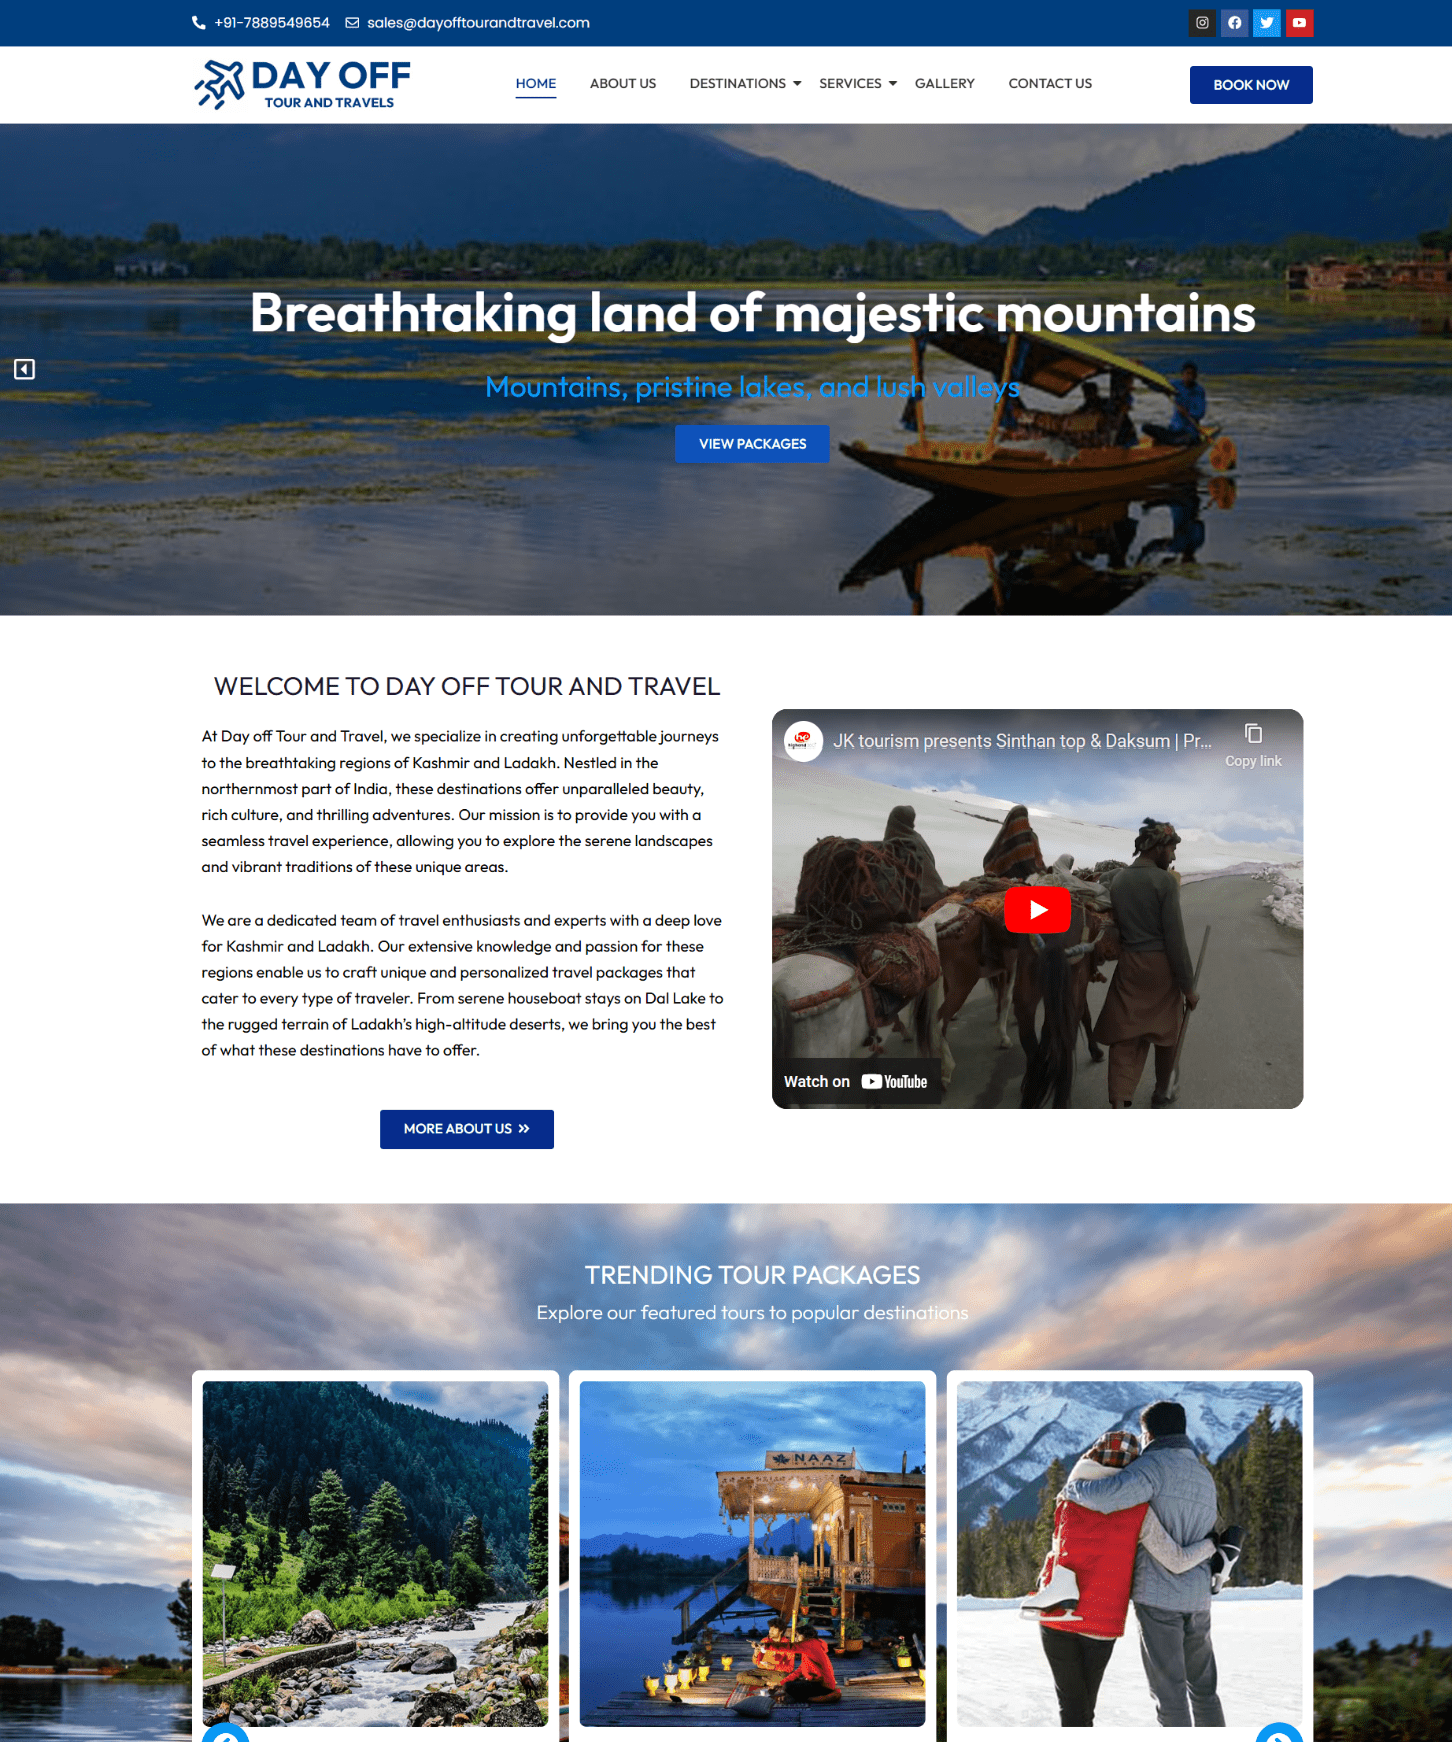 +91-7889549654 sales@dayofftourandtravel.com
DAY OFF
TOUR AND TRAVELS
HOME ABOUT US DESTINATIONS SERVICES GALLERY CONTACT US
BOOK NOW
Breathtaking land of majestic mountains
Mountains, pristine lakes, and lush valleys
VIEW PACKAGES
WELCOME TO DAY OFF TOUR AND TRAVEL
At Day off Tour and Travel, we specialize in creating unforgettable journeys
to the breathtaking regions of Kashmir and Ladakh. Nestled in the
northernmost part of India, these destinations offer unparalleled beauty,
rich culture, and thrilling adventures. Our mission is to provide you with a
seamless travel experience, allowing you to explore the serene landscapes
and vibrant traditions of these unique areas.
We are a dedicated team of travel enthusiasts and experts with a deep love
for Kashmir and Ladakh. Our extensive knowledge and passion for these
regions enable us to craft unique and personalized travel packages that
cater to every type of traveler. From serene houseboat stays on Dal Lake to
the rugged terrain of Ladakh’s high-altitude deserts, we bring you the best
of what these destinations have to offer.
MORE ABOUT US
JK tourism presents Sinthan top & Daksum | Pr...
Copy link
Watch on YouTube
TRENDING TOUR PACKAGES
Explore our featured tours to popular destinations
NAAZ